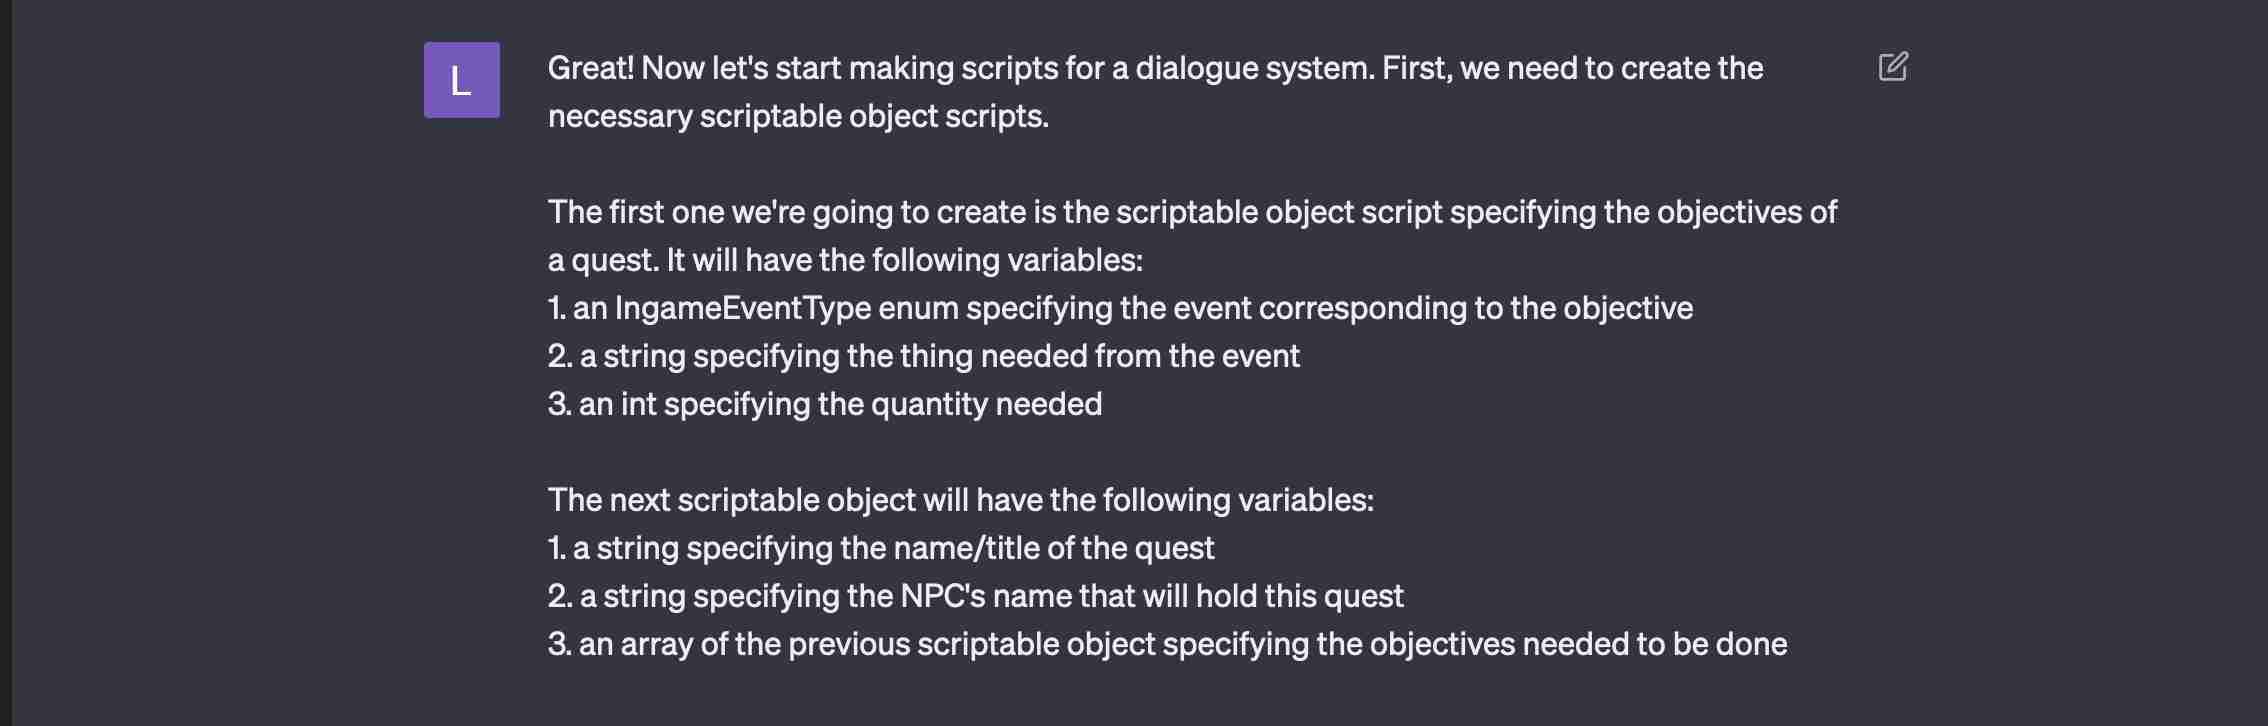 L
Great! Now let's start making scripts for a dialogue system. First, we need to create the
necessary scriptable object scripts.
The first one we're going to create is the scriptable object script specifying the objectives of
a quest. It will have the following variables:
1. an IngameEventType enum specifying the event corresponding to the objective
2. a string specifying the thing needed from the event
3. an int specifying the quantity needed
The next scriptable object will have the following variables:
1. a string specifying the name/title of the quest
2. a string specifying the NPC's name that will hold this quest
3. an array of the previous scriptable object specifying the objectives needed to be done